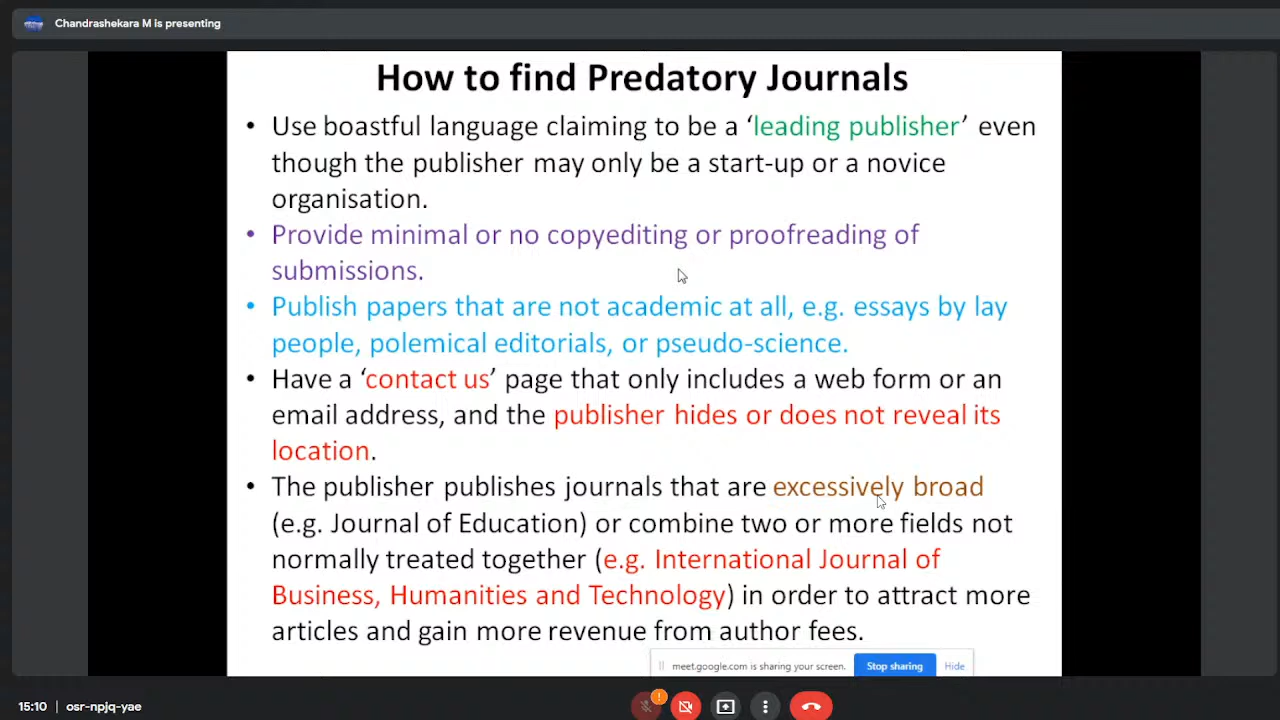 Chandrashekara M is presenting
How to find Predatory Journals
• Use boastful language claiming to be a ‘leading publisher’ even
though the publisher may only be a start-up or a novice
organisation.
• Provide minimal or no copyediting or proofreading of
submissions.
• Publish papers that are not academic at all, e.g. essays by lay
people, polemical editorials, or pseudo-science.
• Have a ‘contact us’ page that only includes a web form or an
email address, and the publisher hides or does not reveal its
location.
• The publisher publishes journals that are excessively broad
(e.g. Journal of Education) or combine two or more fields not
normally treated together (e.g. International Journal of
Business, Humanities and Technology) in order to attract more
articles and gain more revenue from author fees.
meet.google.com is sharing your screen. Stop sharing Hide
15:10 | osr-npjq-yae